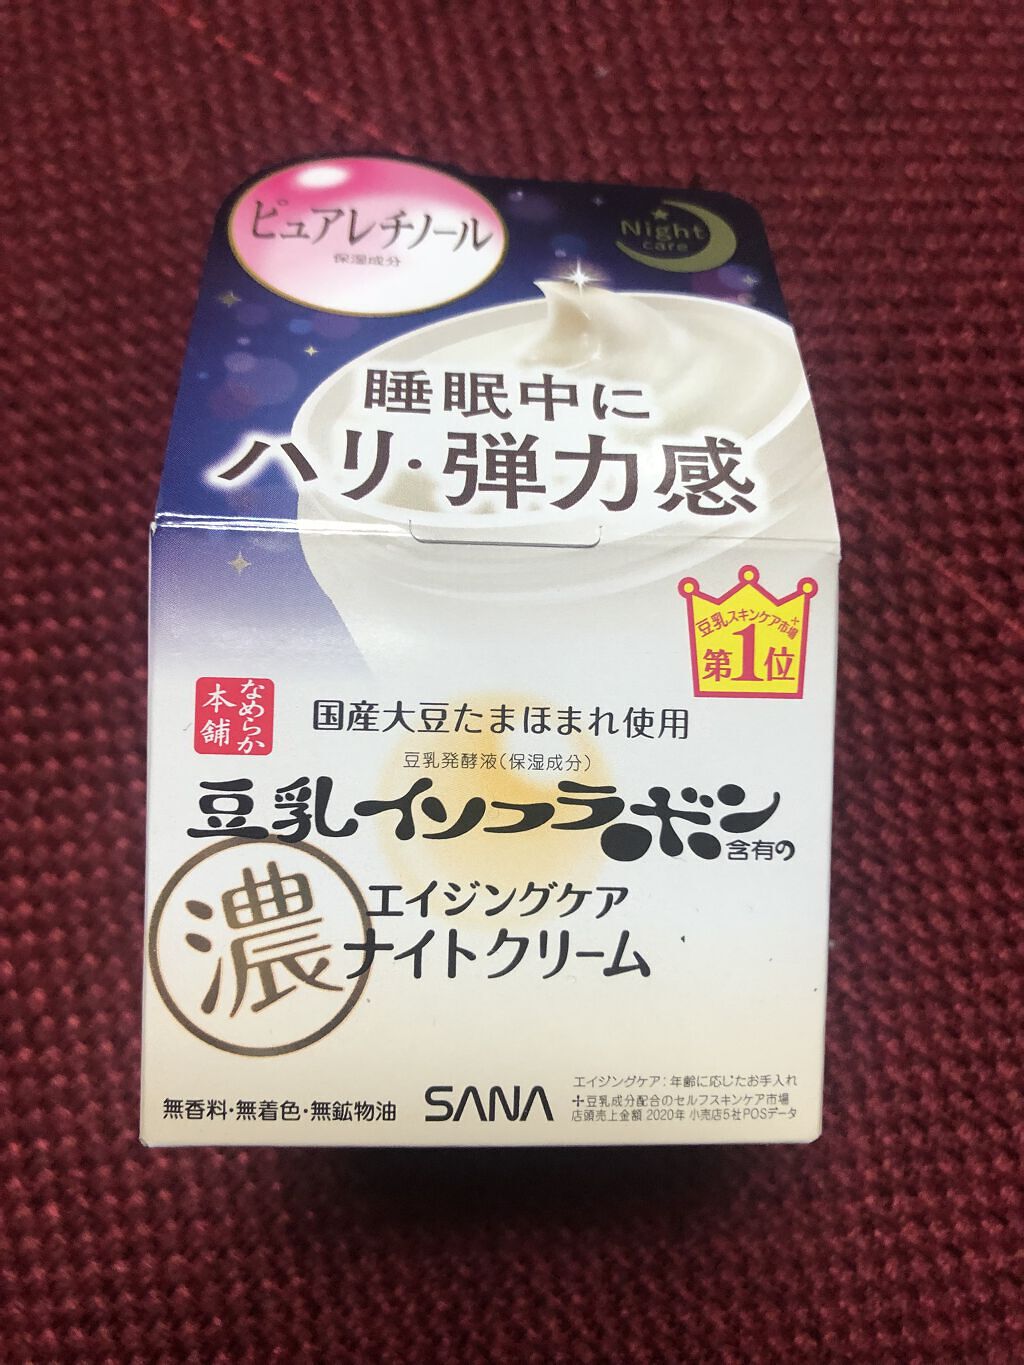 ピュアレチノール
保湿成分
Night
care
睡眠中に
ハリ・弾力感
豆乳スキンケア市場＋
第1位
なめらか
本舗
国産大豆たまほまれ使用
豆乳発酵液(保湿成分)
豆乳イソフラボン含有の
濃
エイジングケア
ナイトクリーム
無香料・無着色・無鉱物油
SANA
エイジングケア：年齢に応じたお手入れ
＋豆乳成分配合のセルフスキンケア市場
店頭売上金額 2020年 小売店5社POSデータ